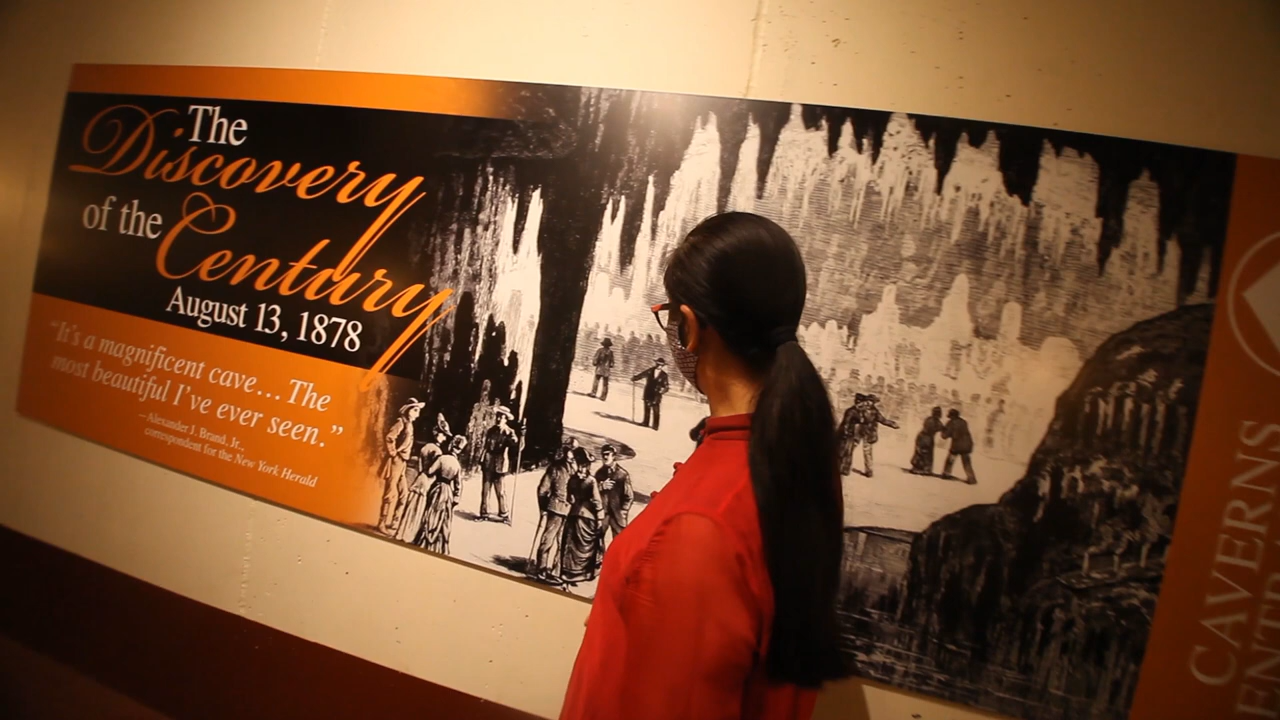 The
Discovery
of the Century
August 13, 1878
"It's a magnificent cave... The
most beautiful I've ever seen."
—Alexander J. Brand, Jr.,
correspondent for the New York Herald
CAVERNS